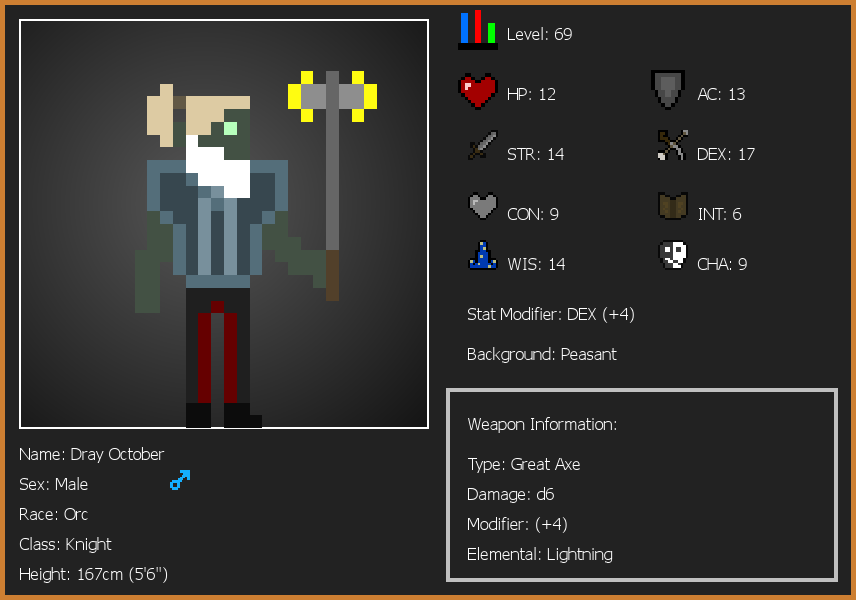 Level: 69
HP: 12
AC: 13
STR: 14
DEX: 17
CON: 9
INT: 6
WIS: 14
CHA: 9
Stat Modifier: DEX (+4)
Background: Peasant
Weapon Information:
Type: Great Axe
Damage: d6
Modifier: (+4)
Elemental: Lightning
Name: Dray October
Sex: Male
Race: Orc
Class: Knight
Height: 167cm (5'6")